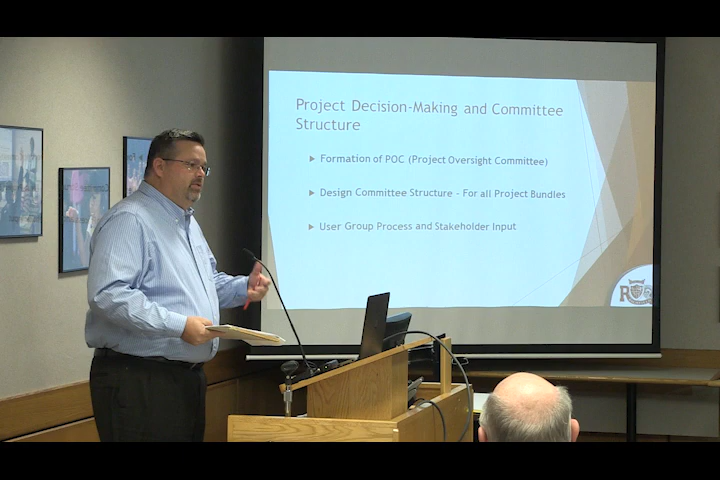 Project Decision-Making and Committee
Structure
Formation of POC (Project Oversight Committee)
Design Committee Structure - For all Project Bundles
User Group Process and Stakeholder Input